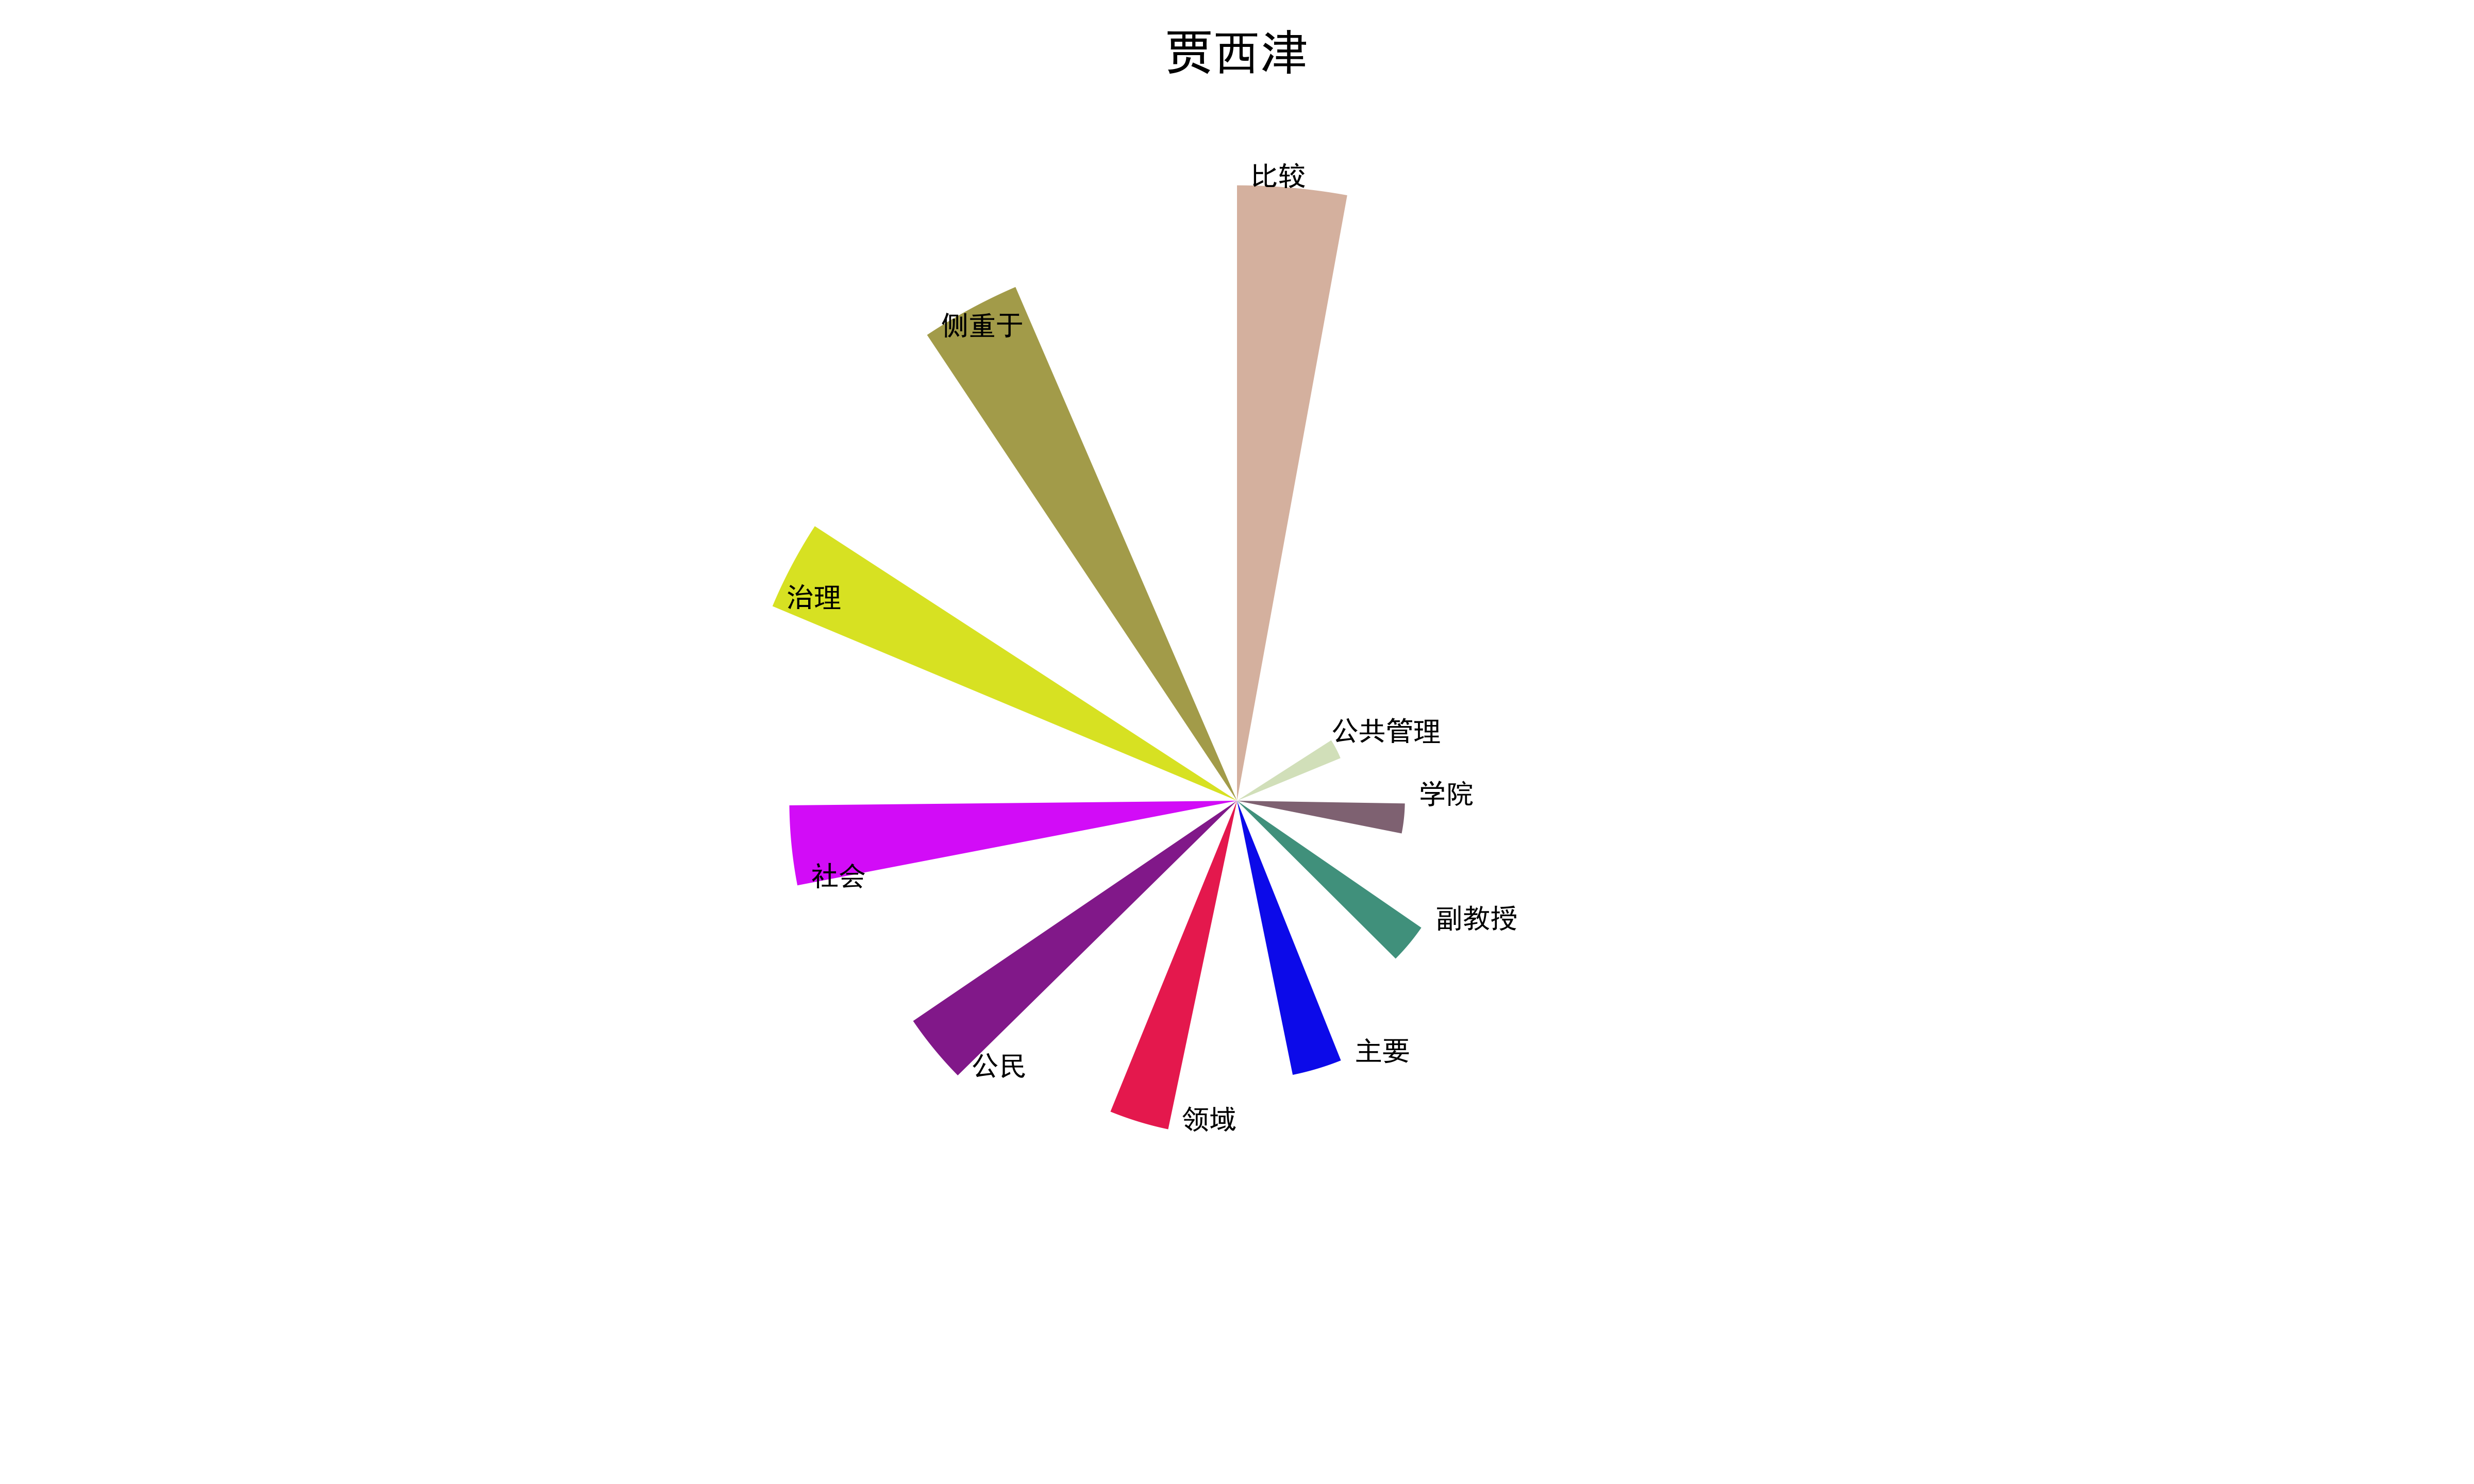 贾西津
比较
侧重于
治理
公共管理
学院
社会
副教授
主要
公民
领域